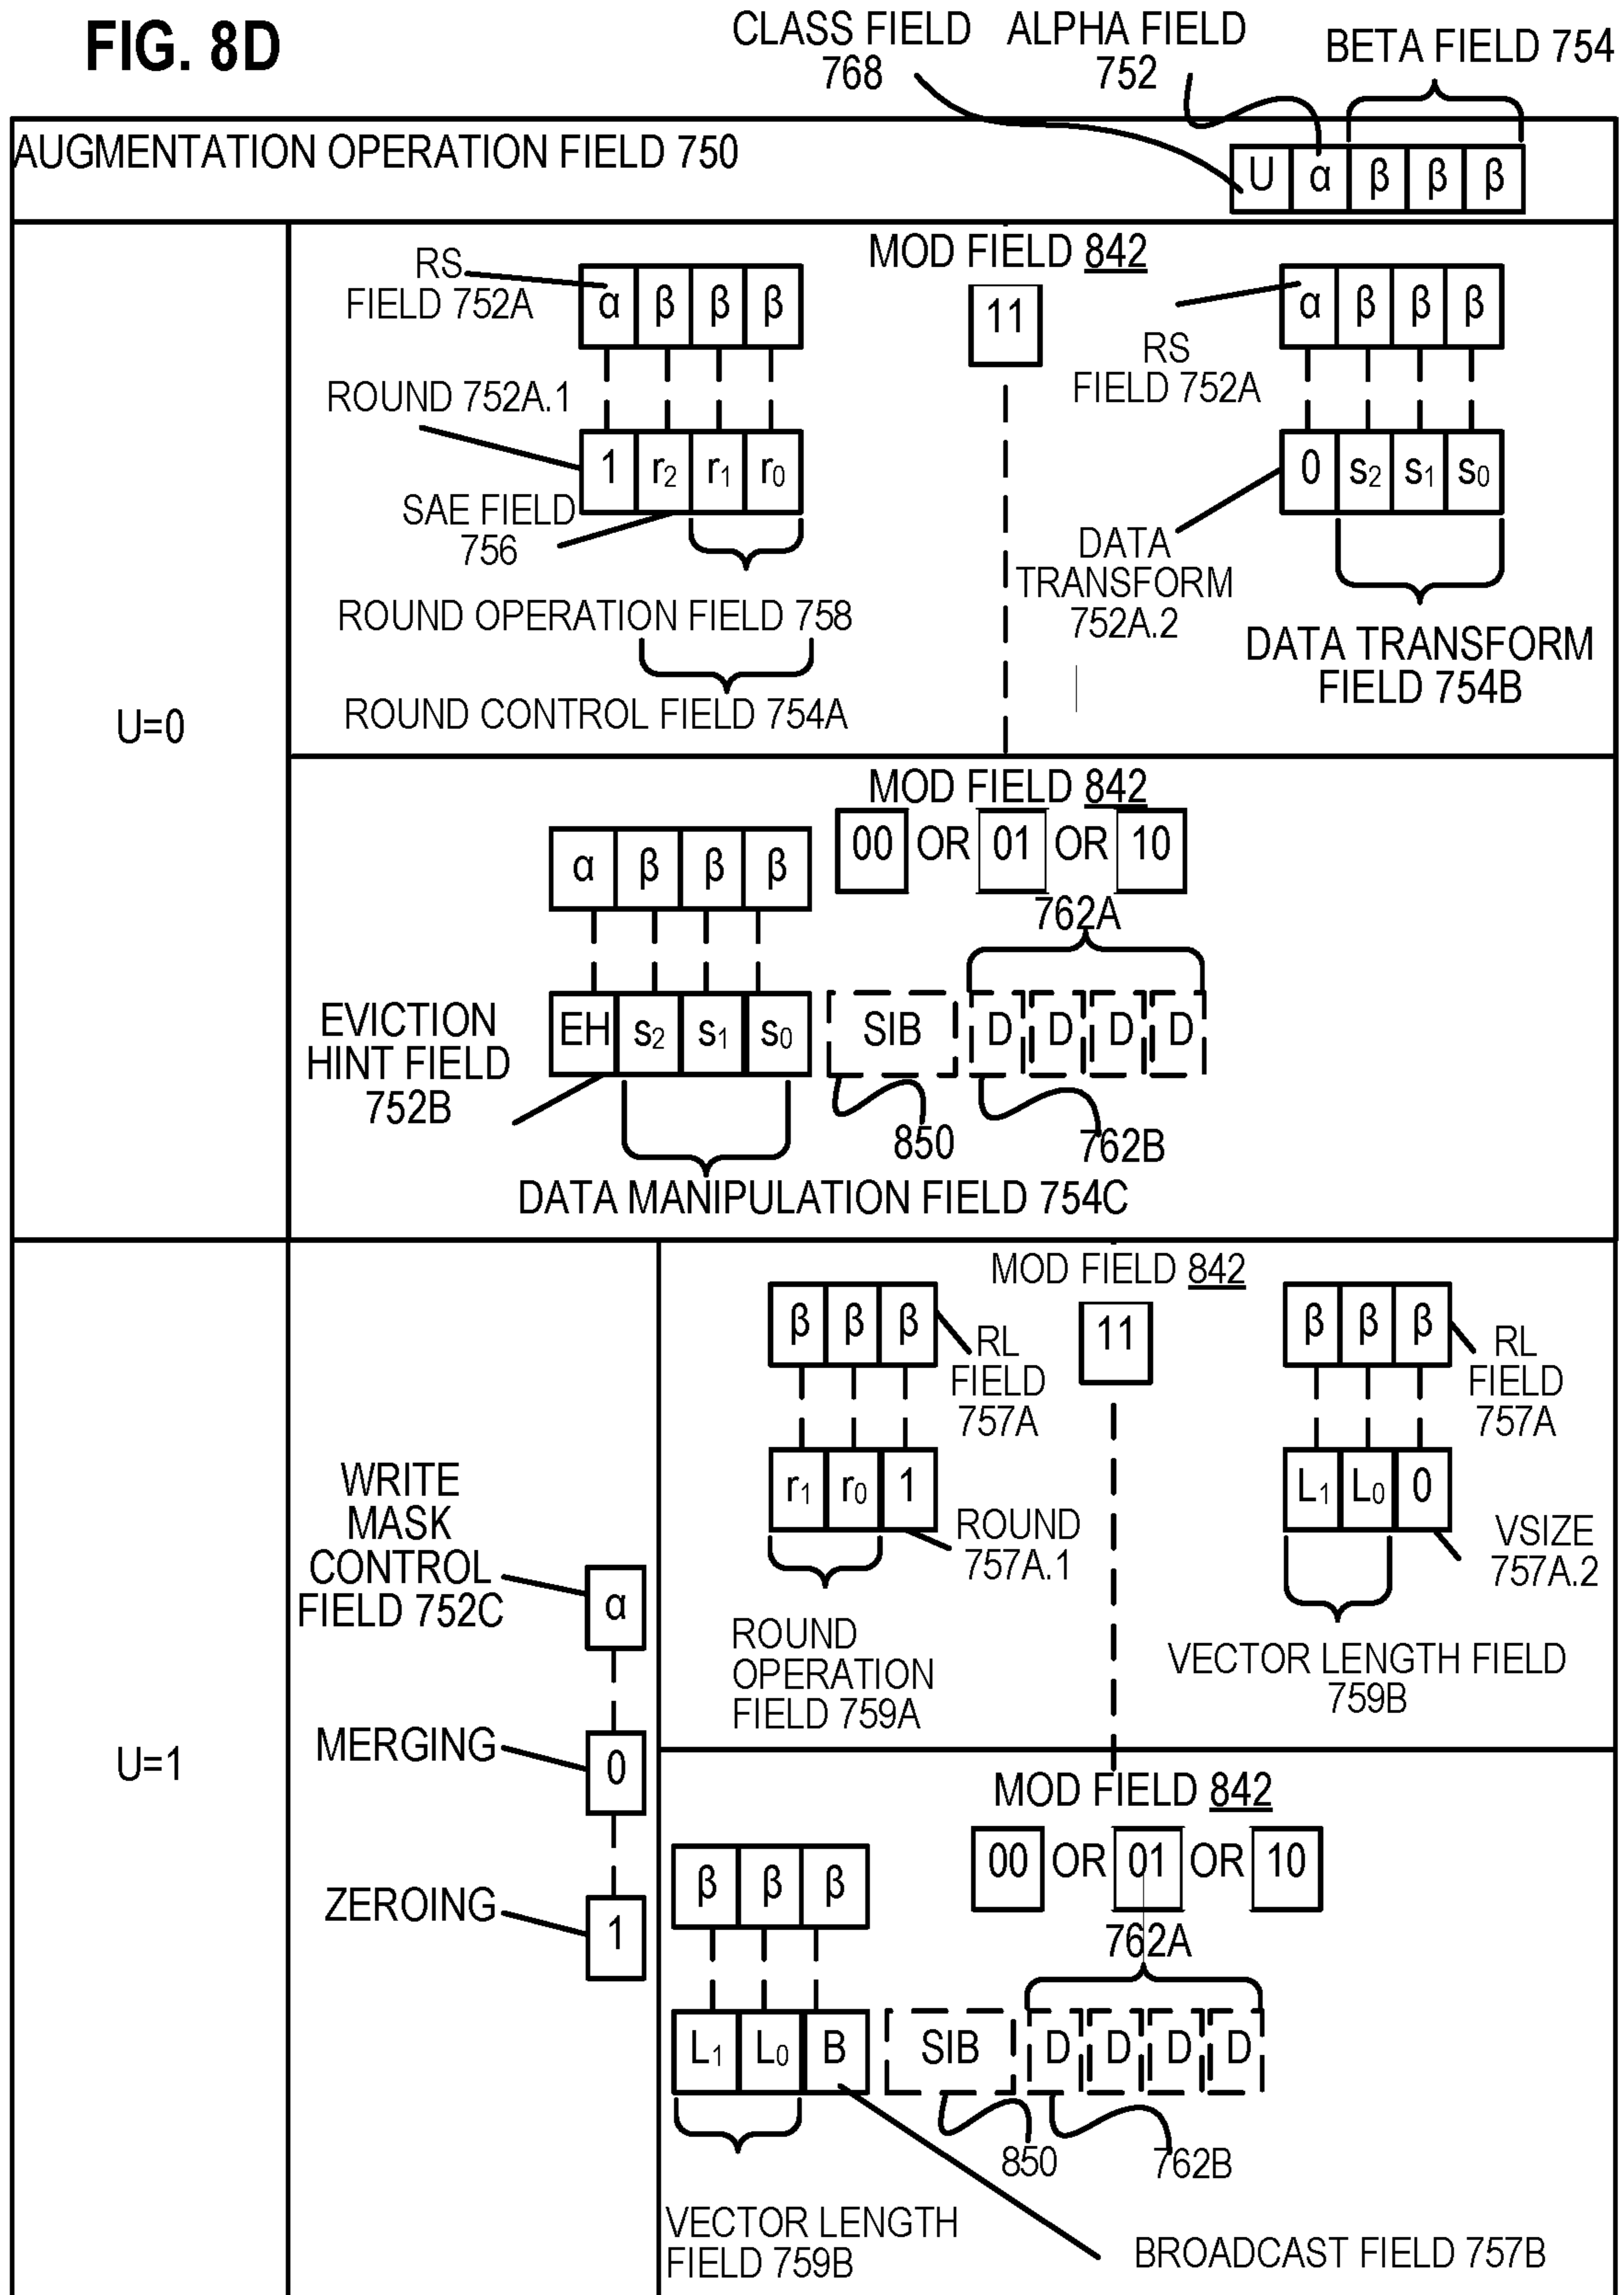 FIG. 8D
CLASS FIELD
768
ALPHA FIELD
752
BETA FIELD 754
AUGMENTATION OPERATION FIELD 750
U α β β β
U=0
MOD FIELD 842
11
RS
FIELD 752A
α β β β
ROUND 752A.1
1 r2 r1 r0
SAE FIELD
756
ROUND OPERATION FIELD 758
ROUND CONTROL FIELD 754A
α β β β
RS
FIELD 752A
0 s2 s1 s0
DATA
TRANSFORM
752A.2
DATA TRANSFORM
FIELD 754B
MOD FIELD 842
00 OR 01 OR 10
α β β β
762A
EVICTION
HINT FIELD
752B
EH s2 s1 s0 SIB D D D D
850
762B
DATA MANIPULATION FIELD 754C
U=1
WRITE
MASK
CONTROL
FIELD 752C
α
MERGING
0
ZEROING
1
MOD FIELD 842
11
β β β
RL
FIELD
757A
r1 r0 1
ROUND
757A.1
ROUND
OPERATION
FIELD 759A
β β β
RL
FIELD
757A
L1 L0 0
VSIZE
757A.2
VECTOR LENGTH FIELD
759B
MOD FIELD 842
00 OR 01 OR 10
β β β
762A
L1 L0 B SIB D D D D
850
762B
VECTOR LENGTH
FIELD 759B
BROADCAST FIELD 757B